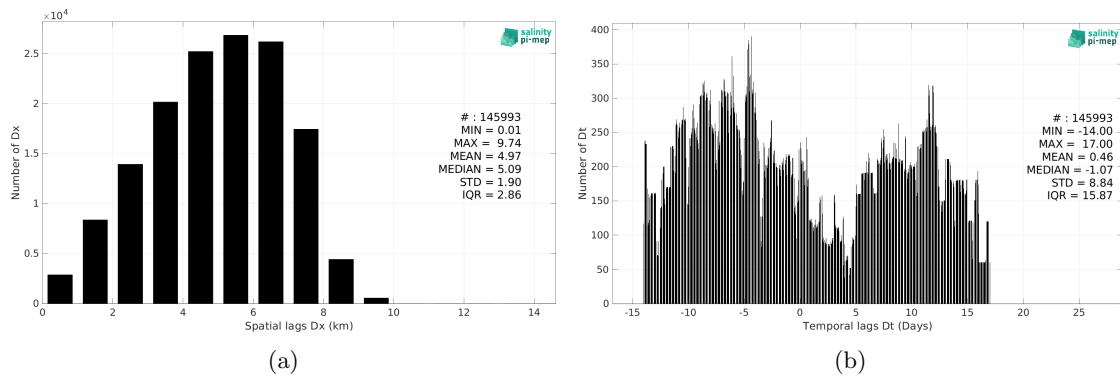 ×10⁴
2.5
2
1.5
1
0.5
0
0 2 4 6 8 10 12 14
Number of Dx
Spatial lags Dx (km)
salinity
pi-mep
# : 145993
MIN = 0.01
MAX = 9.74
MEAN = 4.97
MEDIAN = 5.09
STD = 1.90
IQR = 2.86
(a)
400
350
300
250
200
150
100
50
0
-15 -10 -5 0 5 10 15 20 25
Number of Dt
Temporal lags Dt (Days)
salinity
pi-mep
# : 145993
MIN = -14.00
MAX = 17.00
MEAN = 0.46
MEDIAN = -1.07
STD = 8.84
IQR = 15.87
(b)